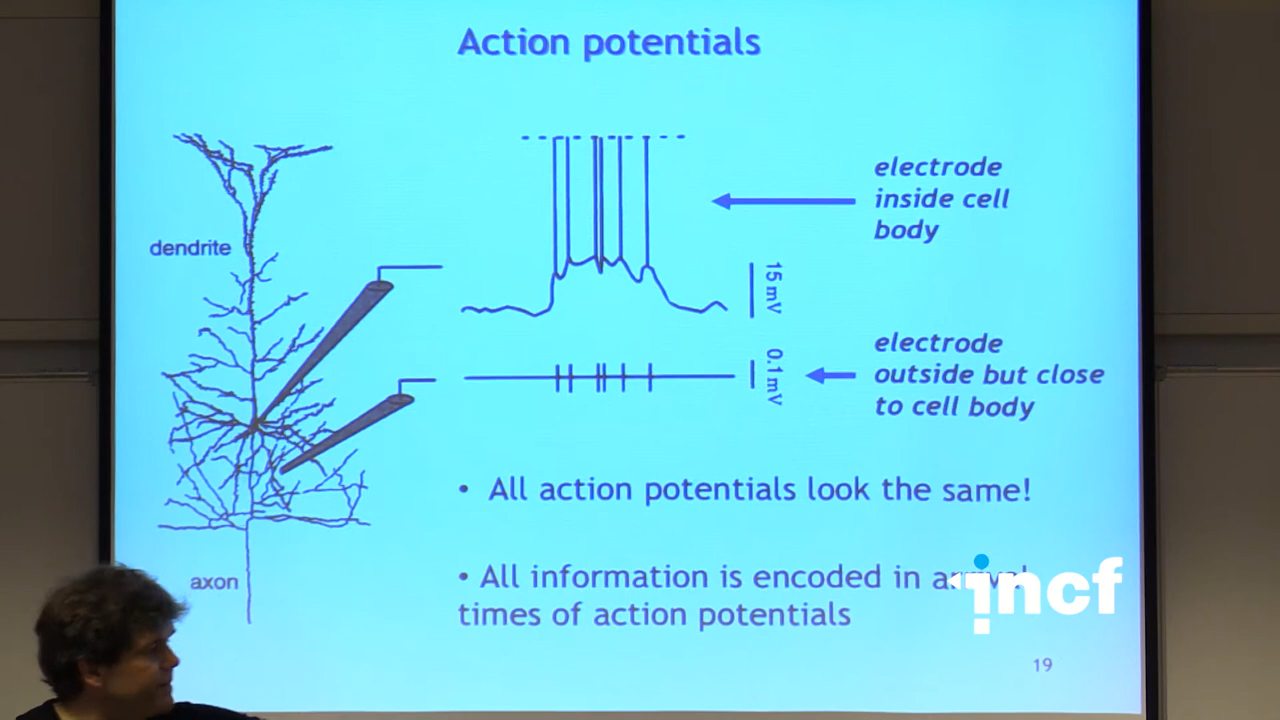 Action potentials
dendrite
electrode
inside cell
body
15 mV
electrode
outside but close
to cell body
0.1 mV
• All action potentials look the same!
• All information is encoded in
times of action potentials
axon
incf
19